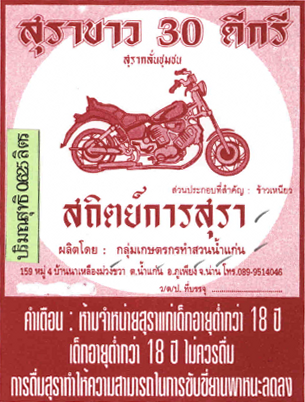 สุราขาว 30 ดีกรี
สุรากลั่นชุมชน
ปริมาณสุทธิ 0.625 ลิตร
ส่วนประกอบที่สำคัญ : ข้าวเหนียว
สถิตย์การสุรา
ผลิตโดย : กลุ่มเกษตรกรทำสวนน้ำแก่น
159 หมู่ 4 บ้านนาเหลืองม่วงขวา ต.น้ำแก่น อ.ภูเพียง จ.น่าน โทร.089-9514046
ว/ด/ป. ที่บรรจุ
คำเตือน : ห้ามจำหน่ายสุราแก่เด็กอายุต่ำกว่า 18 ปี
เด็กอายุต่ำกว่า 18 ปี ไม่ควรดื่ม
การดื่มสุราทำให้ความสามารถในการขับขี่ยานพาหนะลดลง